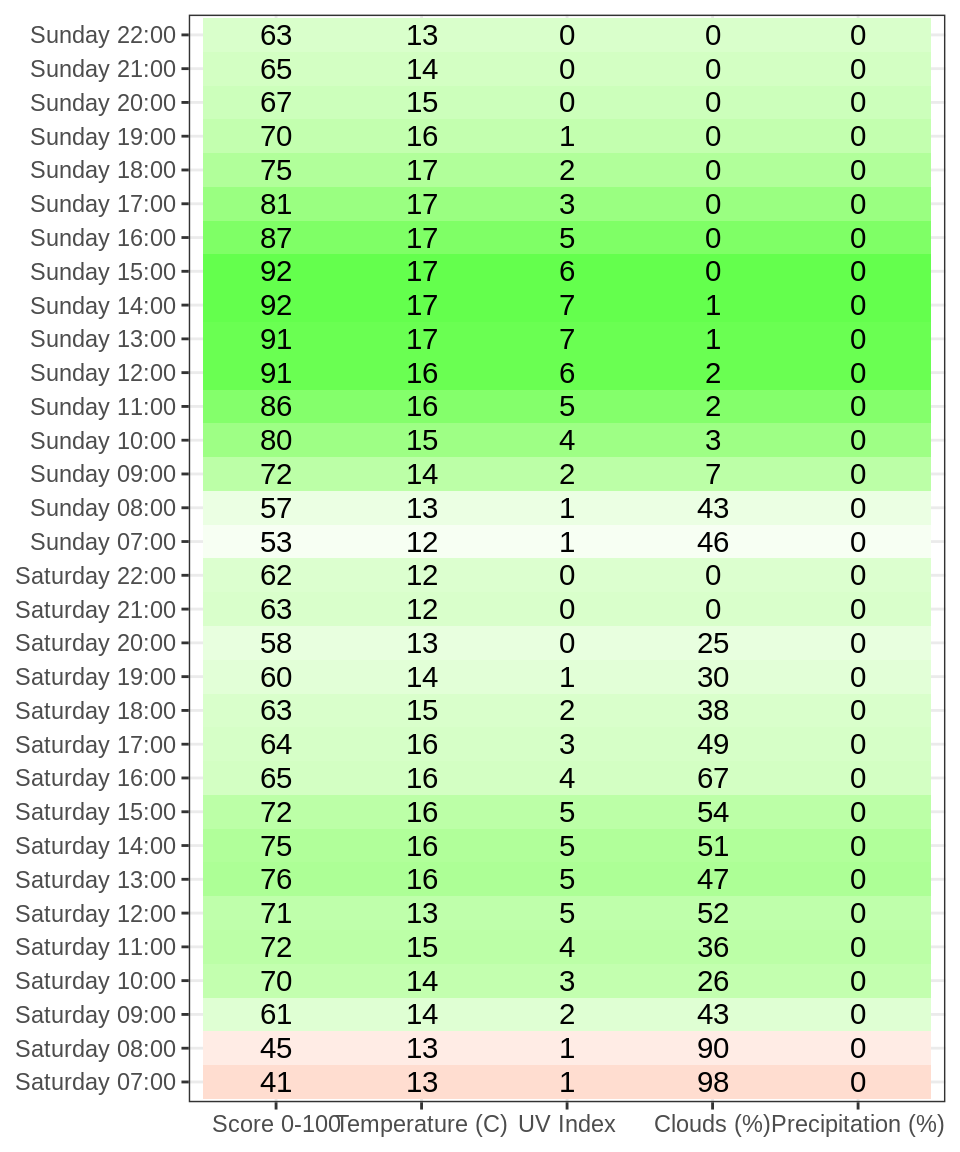 Sunday 22:00 63 13 0 0 0
Sunday 21:00 65 14 0 0 0
Sunday 20:00 67 15 0 0 0
Sunday 19:00 70 16 1 0 0
Sunday 18:00 75 17 2 0 0
Sunday 17:00 81 17 3 0 0
Sunday 16:00 87 17 5 0 0
Sunday 15:00 92 17 6 0 0
Sunday 14:00 92 17 7 1 0
Sunday 13:00 91 17 7 1 0
Sunday 12:00 91 16 6 2 0
Sunday 11:00 86 16 5 2 0
Sunday 10:00 80 15 4 3 0
Sunday 09:00 72 14 2 7 0
Sunday 08:00 57 13 1 43 0
Sunday 07:00 53 12 1 46 0
Saturday 22:00 62 12 0 0 0
Saturday 21:00 63 12 0 0 0
Saturday 20:00 58 13 0 25 0
Saturday 19:00 60 14 1 30 0
Saturday 18:00 63 15 2 38 0
Saturday 17:00 64 16 3 49 0
Saturday 16:00 65 16 4 67 0
Saturday 15:00 72 16 5 54 0
Saturday 14:00 75 16 5 51 0
Saturday 13:00 76 16 5 47 0
Saturday 12:00 71 13 5 52 0
Saturday 11:00 72 15 4 36 0
Saturday 10:00 70 14 3 26 0
Saturday 09:00 61 14 2 43 0
Saturday 08:00 45 13 1 90 0
Saturday 07:00 41 13 1 98 0
Score 0-100 Temperature (C) UV Index Clouds (%) Precipitation (%)